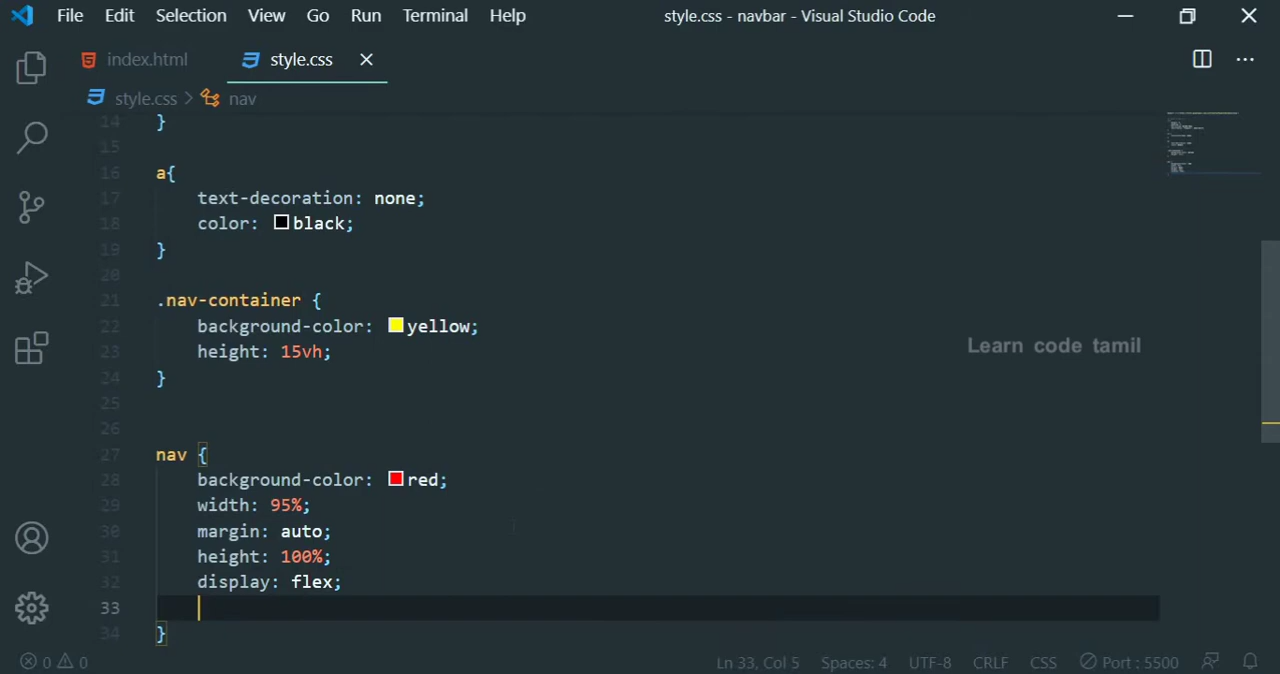 File Edit Selection View Go Run Terminal Help style.css - navbar - Visual Studio Code
index.html style.css
style.css > nav
14 }
15
16 a{
17 text-decoration: none;
18 color: black;
19 }
20
21 .nav-container {
22 background-color: yellow;
23 height: 15vh;
Learn code tamil
24 }
25
26
27 nav {
28 background-color: red;
29 width: 95%;
30 margin: auto;
31 height: 100%;
32 display: flex;
33
34 }
0 0 Ln 33, Col 5 Spaces: 4 UTF-8 CRLF CSS Port : 5500